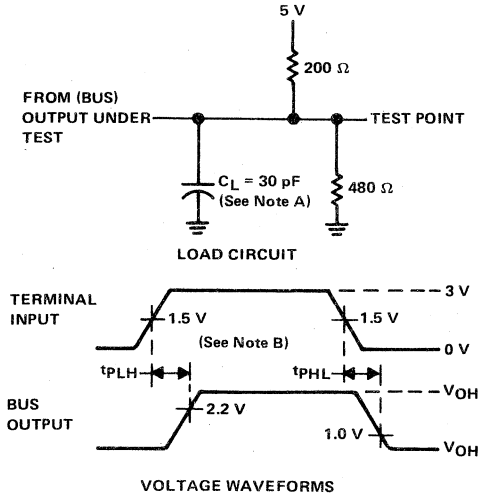 5 V
200 Ω
FROM (BUS)
OUTPUT UNDER
TEST
TEST POINT
CL = 30 pF
(See Note A)
480 Ω
LOAD CIRCUIT
TERMINAL
INPUT
3 V
1.5 V
1.5 V
(See Note B)
0 V
tPLH
tPHL
BUS
OUTPUT
VOH
2.2 V
1.0 V
VOH
VOLTAGE WAVEFORMS